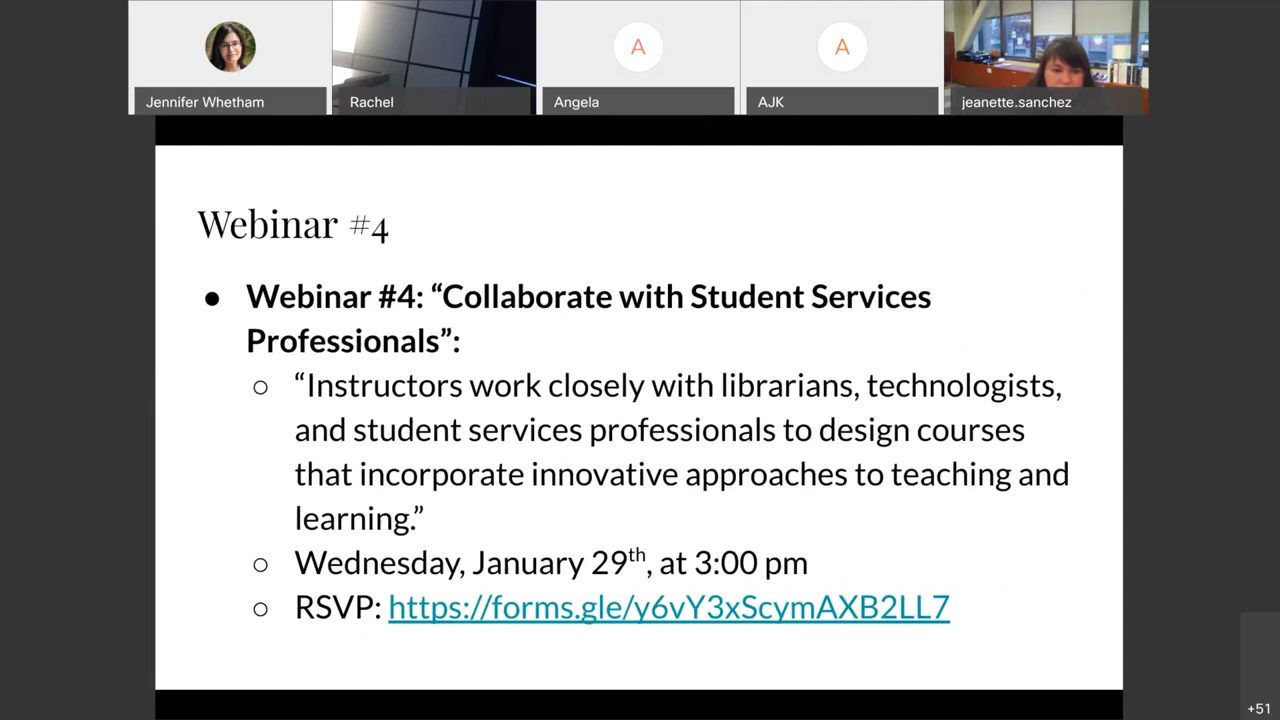 A
A
Jennifer Whetham
Rachel
Angela
AJK
jeanette.sanchez
Webinar #4
● Webinar #4: “Collaborate with Student Services
Professionals”:
○ “Instructors work closely with librarians, technologists,
and student services professionals to design courses
that incorporate innovative approaches to teaching and
learning.”
○ Wednesday, January 29th, at 3:00 pm
○ RSVP: https://forms.gle/y6vY3xScymAXB2LL7
+51